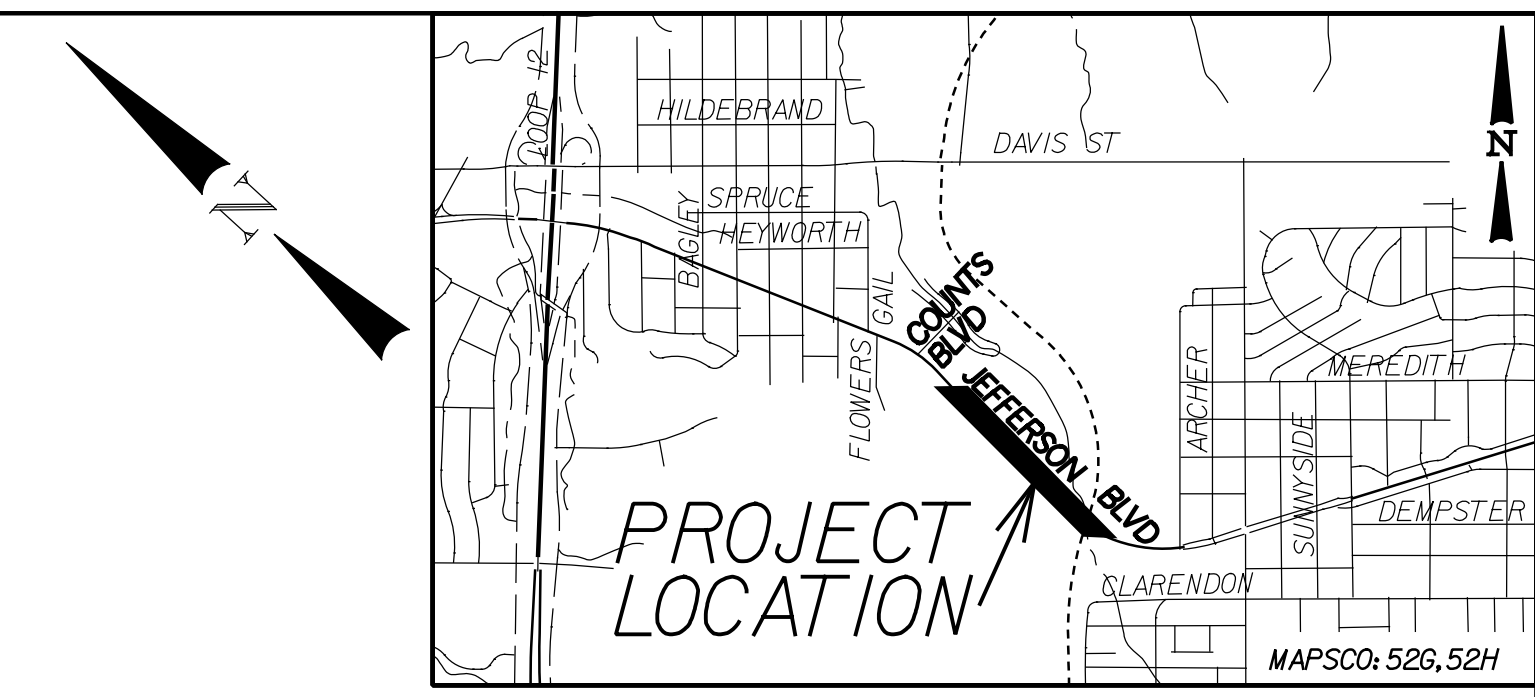 N
LOOP 12
HILDEBRAND
DAVIS ST
N
SPRUCE
BAGLEY
HEYWORTH
GAIL
COUNTS
BLVD
FLOWERS
JEFFERSON BLVD
ARCHER
MEREDITH
SUNNYSIDE
DEMPSTER
PROJECT
LOCATION
CLARENDON
MAPSCO: 52G, 52H